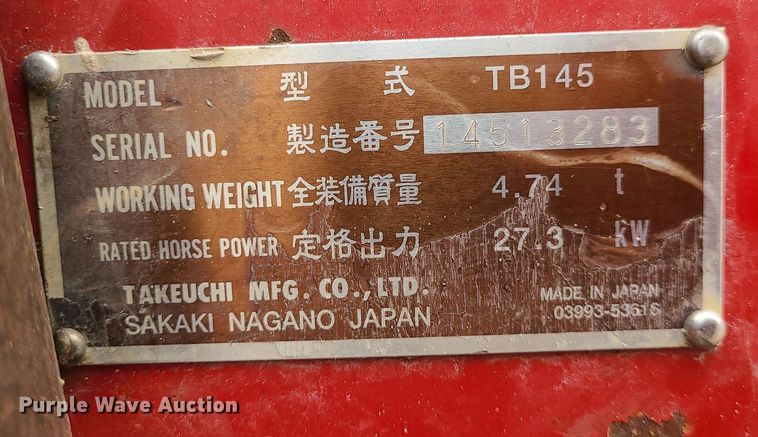 MODEL 型 式 TB145
SERIAL NO. 製造番号 14513283
WORKING WEIGHT 全装備質量 4.74 t
RATED HORSE POWER 定格出力 27.3 kW
TAKEUCHI MFG. CO.,LTD.
SAKAKI NAGANO JAPAN
MADE IN JAPAN
03993-53616
Purple Wave Auction